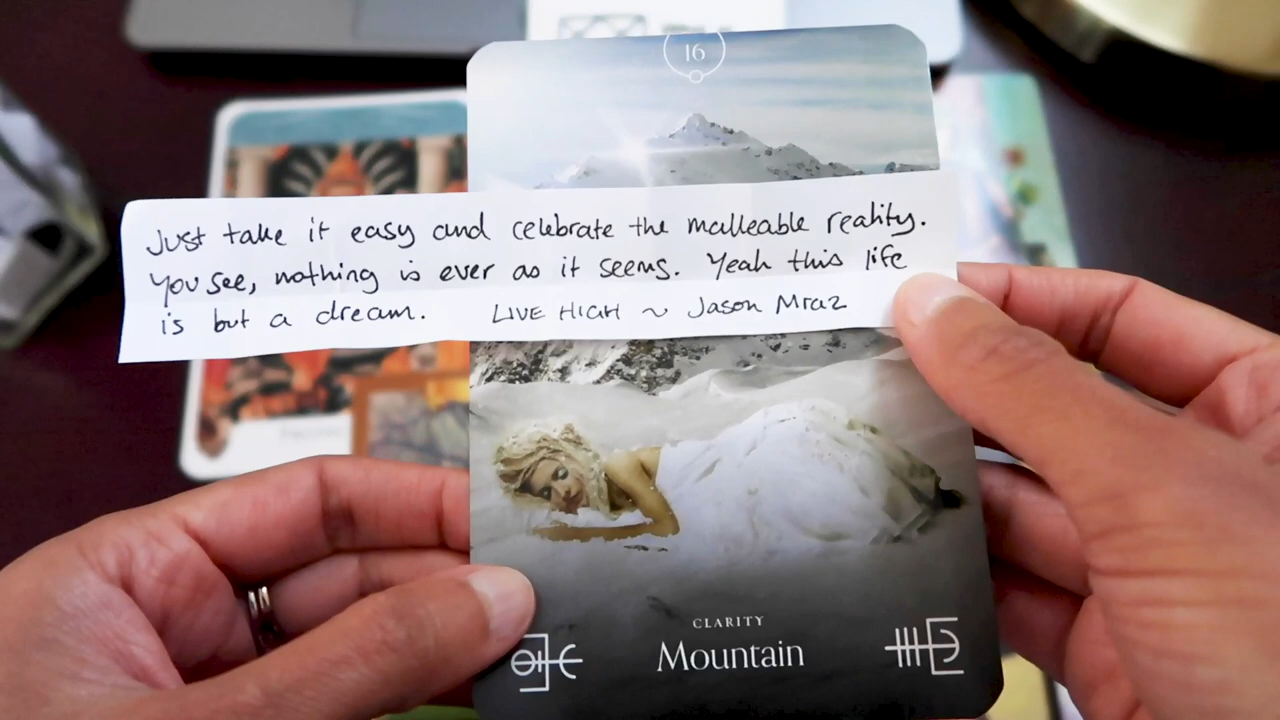 16
Just take it easy and celebrate the malleable reality.
You see, nothing is ever as it seems. Yeah this life
is but a dream. LIVE HIGH ~ Jason Mraz
CLARITY
Mountain